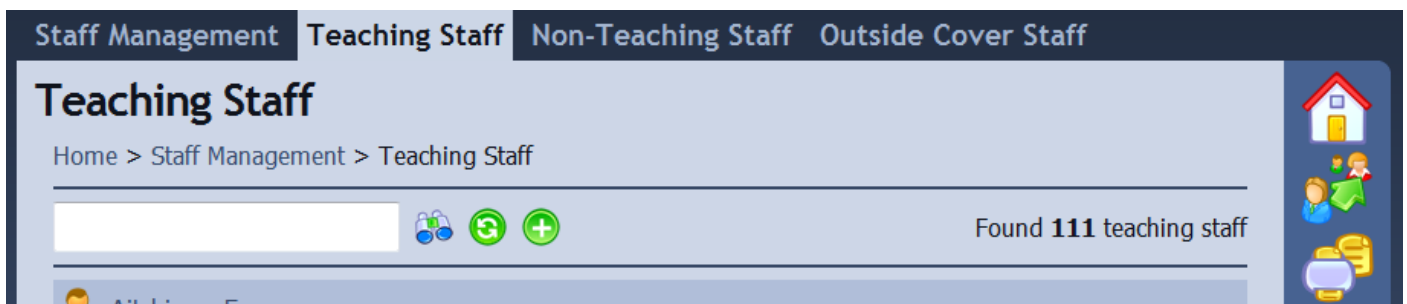 Staff Management Teaching Staff Non-Teaching Staff Outside Cover Staff
Teaching Staff
Home > Staff Management > Teaching Staff
Found 111 teaching staff